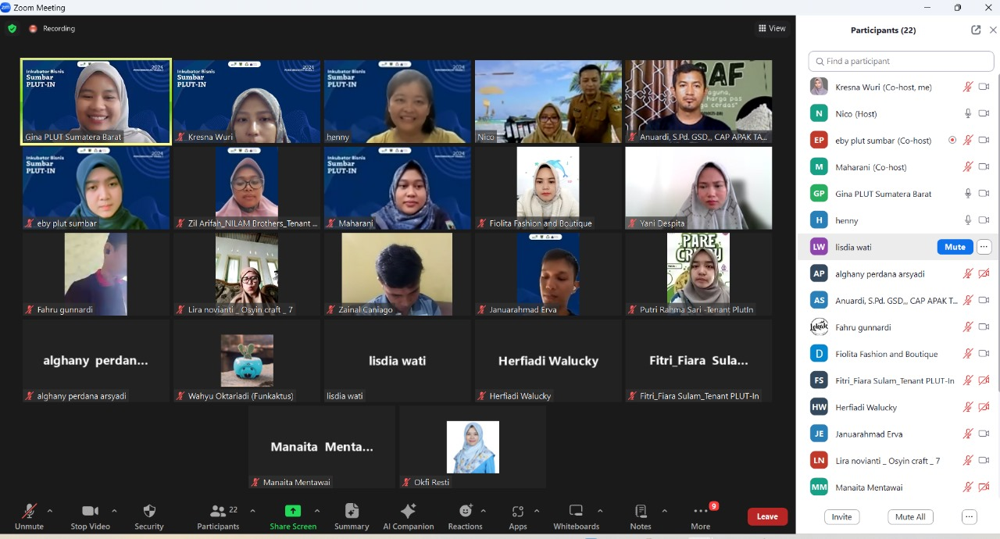 Zoom Meeting
Recording
View
Inkubator Bisnis
Sumbar
PLUT-IN
2024
Gina PLUT Sumatera Barat
Inkubator Bisnis
Sumbar
PLUT-IN
2024
Kresna Wuri
Inkubator Bisnis
Sumbar
PLUT-IN
2024
henny
Nico
harga pas
cerdas"
Anuardi, S.Pd. GSD,,, CAP APAK TA...
Inkubator Bisnis
Sumbar
PLUT-IN
eby plut sumbar
Zil Arifah_NILAM Brothers_Tenant ...
Inkubator Bisnis
Sumbar
PLUT-IN
Maharani
Fiolita Fashion and Boutique
Yani Despita
Fahru gunnardi
Lira novianti _ Osyin craft _ 7
Zainal Caniago
Januarahmad Erva
PARE
Putri Rahma Sari -Tenant PlutIn
alghany perdan...
alghany perdana arsyadi
Wahyu Oktariadi (Funkaktus)
lisdia wati
lisdia wati
Herfiadi Walucky
Herfiadi Walucky
Fitri_Fiara Sula...
Fitri_Fiara Sulam_Tenant PLUT-In
Manaita Menta...
Manaita Mentawai
Okfi Resti
Unmute
Stop Video
Security
22
Participants
Share Screen
Summary
AI Companion
Reactions
Apps
Whiteboards
Notes
9
More
Leave
Participants (22)
Find a participant
Kresna Wuri (Co-host, me)
N Nico (Host)
EP eby plut sumbar (Co-host)
M Maharani (Co-host)
GP Gina PLUT Sumatera Barat
H henny
LW lisdia wati Mute
AP alghany perdana arsyadi
AS Anuardi, S.Pd. GSD,,, CAP APAK T...
Fahru gunnardi
D Fiolita Fashion and Boutique
FS Fitri_Fiara Sulam_Tenant PLUT-In
HW Herfiadi Walucky
JE Januarahmad Erva
LN Lira novianti _ Osyin craft _ 7
MM Manaita Mentawai
Invite
Mute All